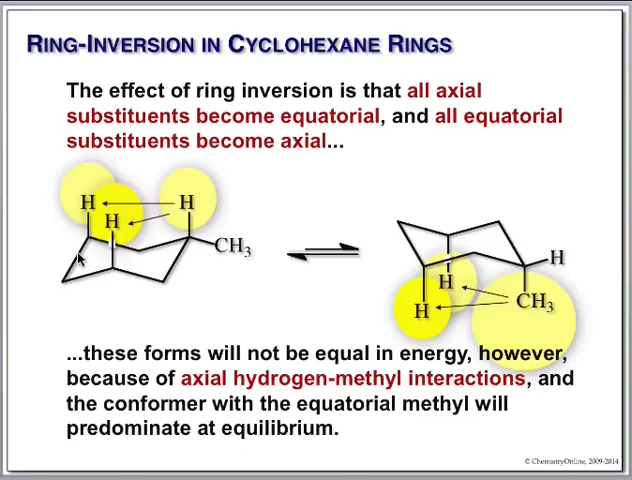 RING-INVERSION IN CYCLOHEXANE RINGS
The effect of ring inversion is that all axial
substituents become equatorial, and all equatorial
substituents become axial...
H H
H
CH3
H
H
CH3
H
...these forms will not be equal in energy, however,
because of axial hydrogen-methyl interactions, and
the conformer with the equatorial methyl will
predominate at equilibrium.
© ChemistryOnline, 2009-2014